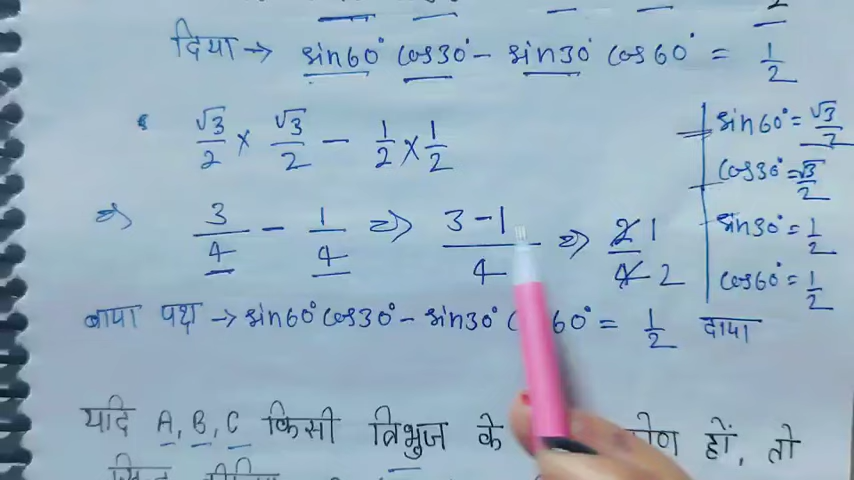 दिया → sin60° cos30° - sin30° cos60° = 1/2
√3/2 × √3/2 - 1/2 × 1/2
sin60° = √3/2
cos30° = √3/2
⇒ 3/4 - 1/4 ⇒ 3-1/4 ⇒ 2/4 1/2
sin30° = 1/2
cos60° = 1/2
बाया पक्ष → sin60° cos30° - sin30° 60° = 1/2 दाया
यदि A, B, C किसी त्रिभुज के हों, तो